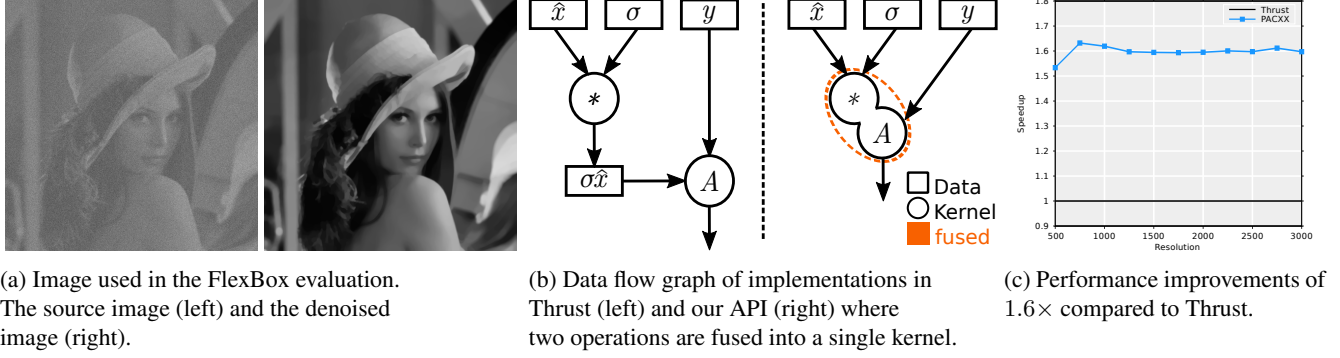 x̂ σ y
*
σx̂
A
x̂ σ y
*
A
Data
Kernel
fused
Thrust
PACXX
1.8
1.7
1.6
1.5
1.4
1.3
1.2
1.1
1
0.9
Speedup
500 1000 1500 2000 2500 3000
Resolution
(a) Image used in the FlexBox evaluation.
The source image (left) and the denoised
image (right).
(b) Data flow graph of implementations in
Thrust (left) and our API (right) where
two operations are fused into a single kernel.
(c) Performance improvements of
1.6× compared to Thrust.